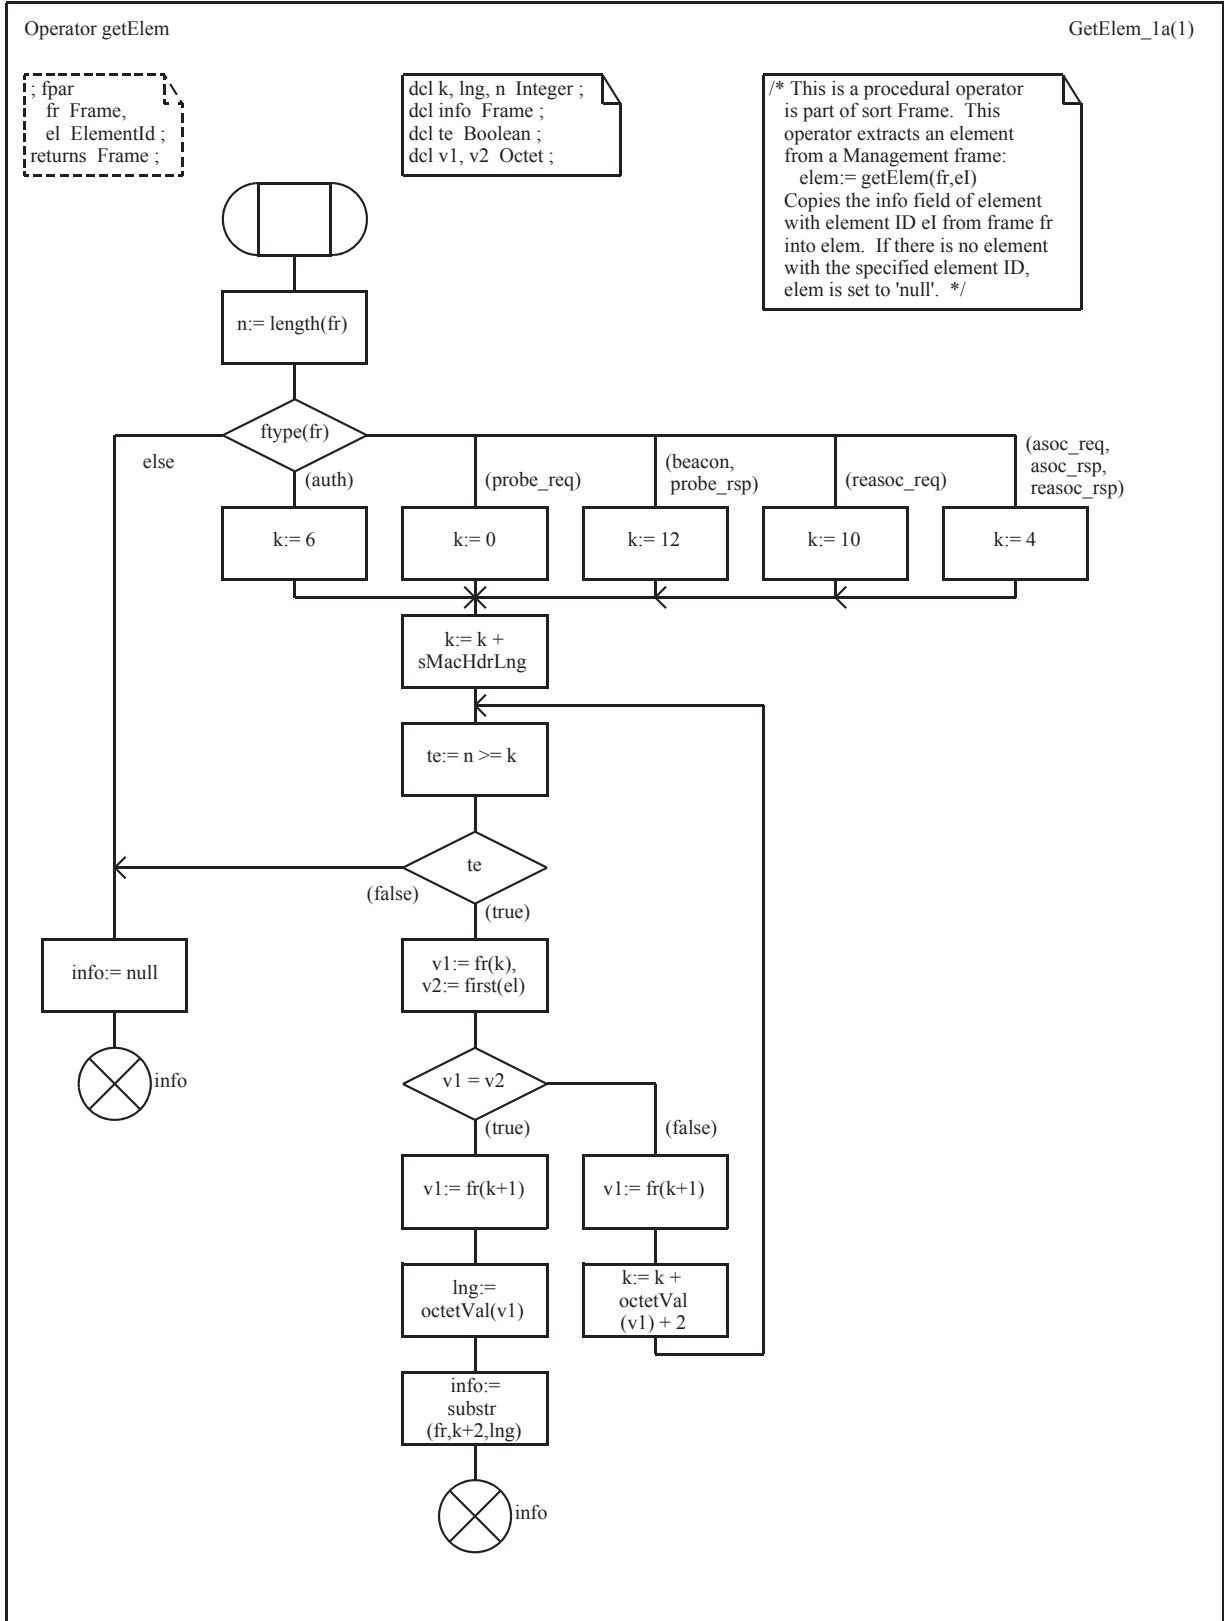 Operator getElem
GetElem_1a(1)
; fpar
fr Frame,
el ElementId ;
returns Frame ;
dcl k, lng, n Integer ;
dcl info Frame ;
dcl te Boolean ;
dcl v1, v2 Octet ;
/* This is a procedural operator
is part of sort Frame. This
operator extracts an element
from a Management frame:
elem:= getElem(fr,eI)
Copies the info field of element
with element ID eI from frame fr
into elem. If there is no element
with the specified element ID,
elem is set to 'null'. */
n:= length(fr)
ftype(fr)
else
(auth)
(probe_req)
(beacon,
probe_rsp)
(reasoc_req)
(asoc_req,
asoc_rsp,
reasoc_rsp)
k:= 6
k:= 0
k:= 12
k:= 10
k:= 4
k:= k +
sMacHdrLng
te:= n >= k
te
(false)
(true)
info:= null
v1:= fr(k),
v2:= first(el)
info
v1 = v2
(true)
(false)
v1:= fr(k+1)
v1:= fr(k+1)
lng:=
octetVal(v1)
k:= k +
octetVal
(v1) + 2
info:=
substr
(fr,k+2,lng)
info